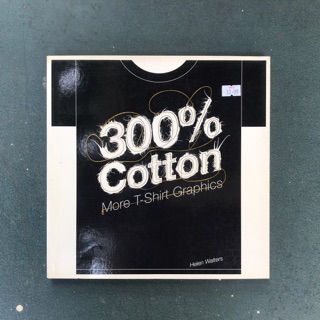 300%
Cotton
More T-Shirt Graphics
Helen Walters